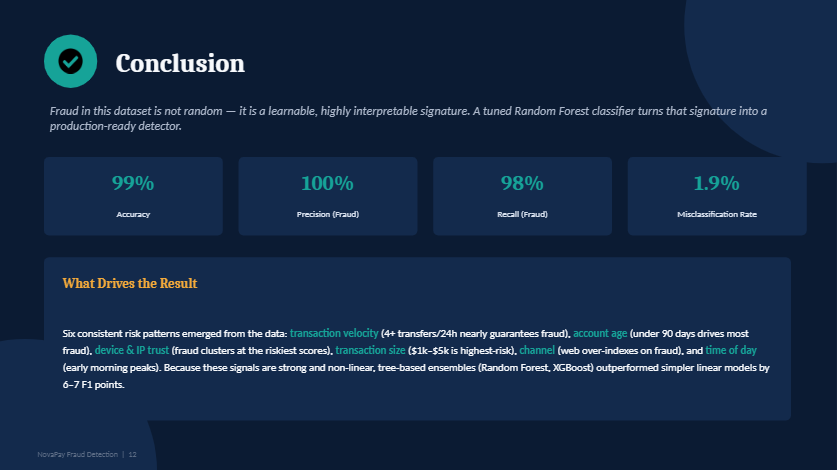 Conclusion
Fraud in this dataset is not random — it is a learnable, highly interpretable signature. A tuned Random Forest classifier turns that signature into a
production-ready detector.
99%
Accuracy
100%
Precision (Fraud)
98%
Recall (Fraud)
1.9%
Misclassification Rate
What Drives the Result
Six consistent risk patterns emerged from the data: transaction velocity (4+ transfers/24h nearly guarantees fraud), account age (under 90 days drives most
fraud), device & IP trust (fraud clusters at the riskiest scores), transaction size ($1k–$5k is highest-risk), channel (web over-indexes on fraud), and time of day
(early morning peaks). Because these signals are strong and non-linear, tree-based ensembles (Random Forest, XGBoost) outperformed simpler linear models by
6–7 F1 points.
NovaPay Fraud Detection | 12